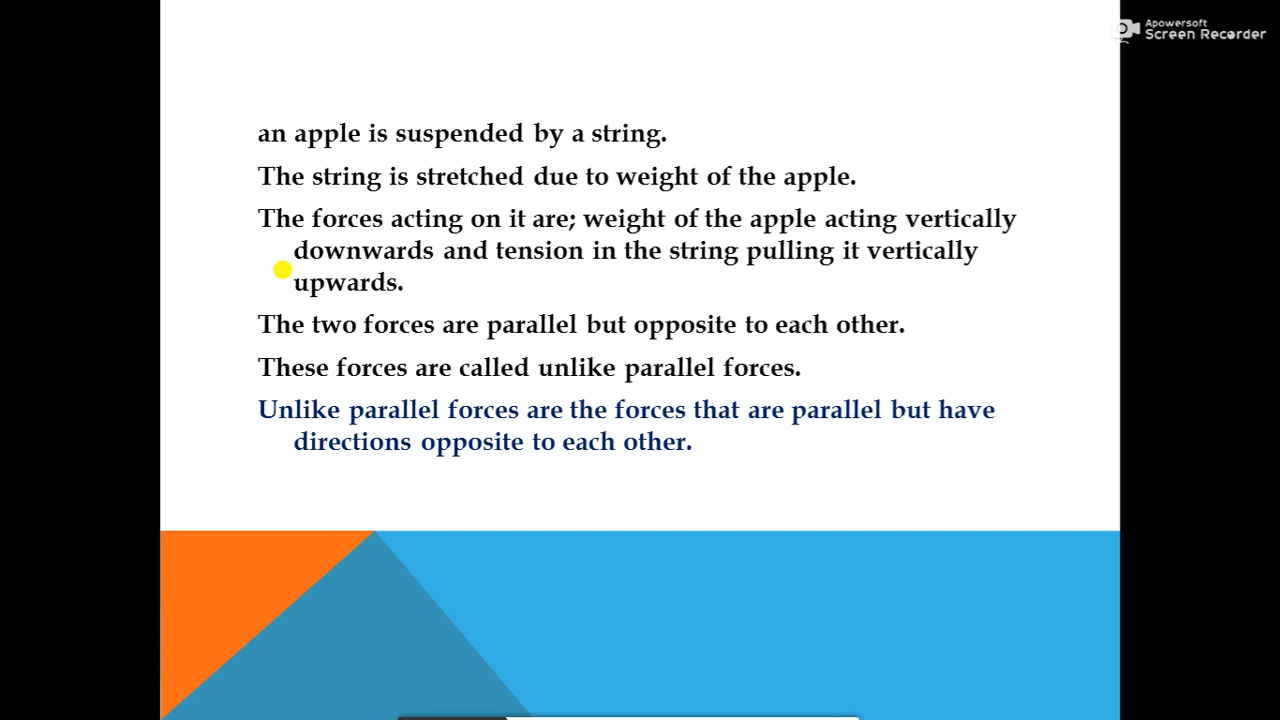 Apowersoft
Screen Recorder
an apple is suspended by a string.
The string is stretched due to weight of the apple.
The forces acting on it are; weight of the apple acting vertically
downwards and tension in the string pulling it vertically
upwards.
The two forces are parallel but opposite to each other.
These forces are called unlike parallel forces.
Unlike parallel forces are the forces that are parallel but have
directions opposite to each other.